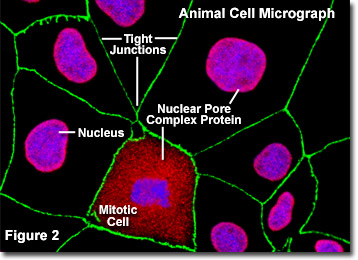 Animal Cell Micrograph
Tight
Junctions
Nuclear Pore
Complex Protein
Nucleus
Mitotic
Cell
Figure 2